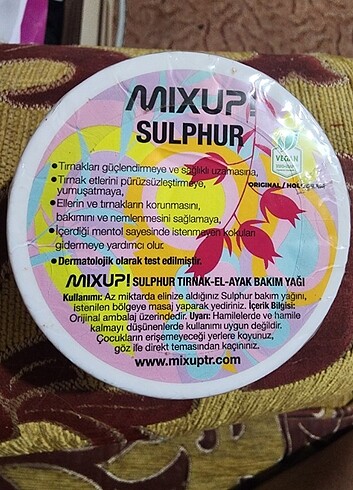 MIXUP!
SULPHUR
VEGAN
ORIGINAL / HOLOGRAM
• Tırnakları güçlendirmeye ve sağlıklı uzamasına,
• Tırnak etlerini pürüzsüzleştirmeye,
yumuşatmaya,
• Ellerin ve tırnakların korunmasını,
bakımını ve nemlenmesini sağlamaya,
• İçerdiği mentol sayesinde istenmeyen kokuları
gidermeye yardımcı olur.
• Dermatolojik olarak test edilmiştir.
MIXUP! SULPHUR TIRNAK-EL-AYAK BAKIM YAĞI
Kullanımı: Az miktarda elinize aldığınız Sulphur bakım yağını,
istenilen bölgeye masaj yaparak yediriniz. İçerik Bilgisi:
Orijinal ambalaj üzerindedir. Uyarı: Hamilelerde ve hamile
kalmayı düşünenlerde kullanımı uygun değildir.
Çocukların erişemeyeceği yerlere koyunuz,
göz ile direkt temasından kaçınınız.
www.mixuptr.com